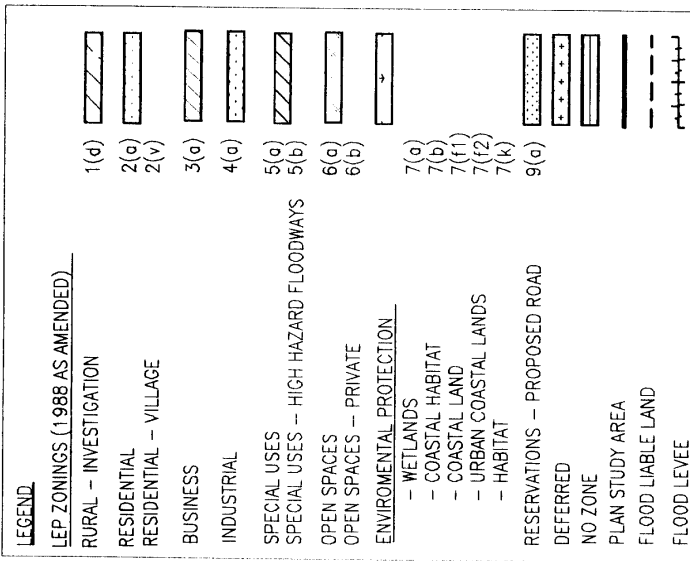 LEGEND
LEP ZONINGS (1988 AS AMENDED)
RURAL – INVESTIGATION 1(d)
RESIDENTIAL 2(a)
RESIDENTIAL – VILLAGE 2(v)
BUSINESS 3(a)
INDUSTRIAL 4(a)
SPECIAL USES 5(a)
SPECIAL USES – HIGH HAZARD FLOODWAYS 5(b)
OPEN SPACES 6(a)
OPEN SPACES – PRIVATE 6(b)
ENVIROMENTAL PROTECTION
– WETLANDS 7(a)
– COASTAL HABITAT 7(b)
– COASTAL LAND 7(f1)
– URBAN COASTAL LANDS 7(f2)
– HABITAT 7(k)
RESERVATIONS – PROPOSED ROAD 9(a)
DEFERRED
NO ZONE
PLAN STUDY AREA
FLOOD LIABLE LAND
FLOOD LEVEE